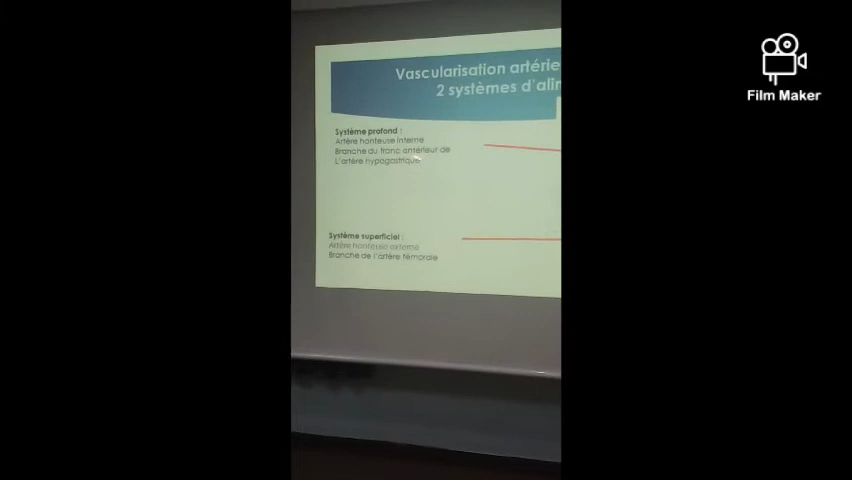 Film Maker
Vascularisation artérie
2 systèmes d'alim
Système profond :
Artère honteuse interne
Branche du franc antérieur de
L'artère hypogastrique
Système superficiel :
Artère honteuse externe
Branche de l'artère fémorale